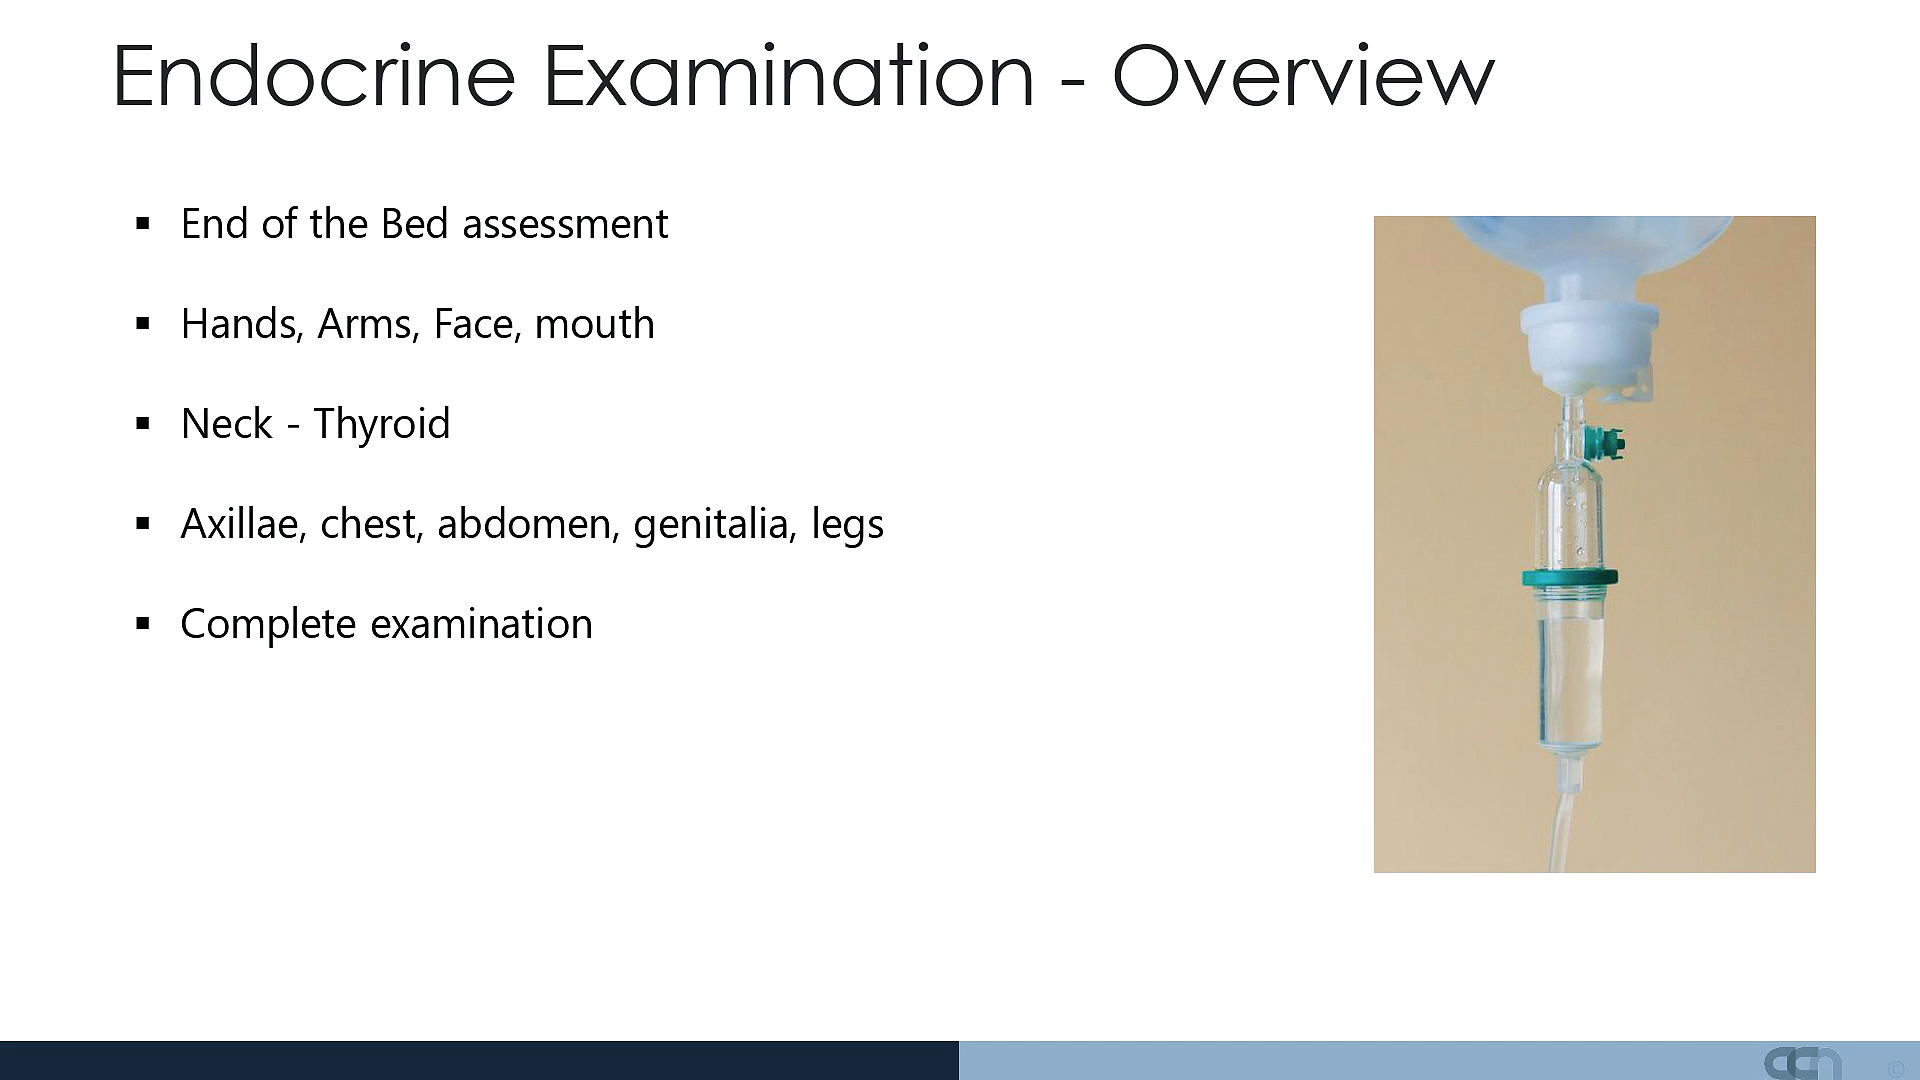 Endocrine Examination - Overview
▪ End of the Bed assessment
▪ Hands, Arms, Face, mouth
▪ Neck - Thyroid
▪ Axillae, chest, abdomen, genitalia, legs
▪ Complete examination
ccn
©